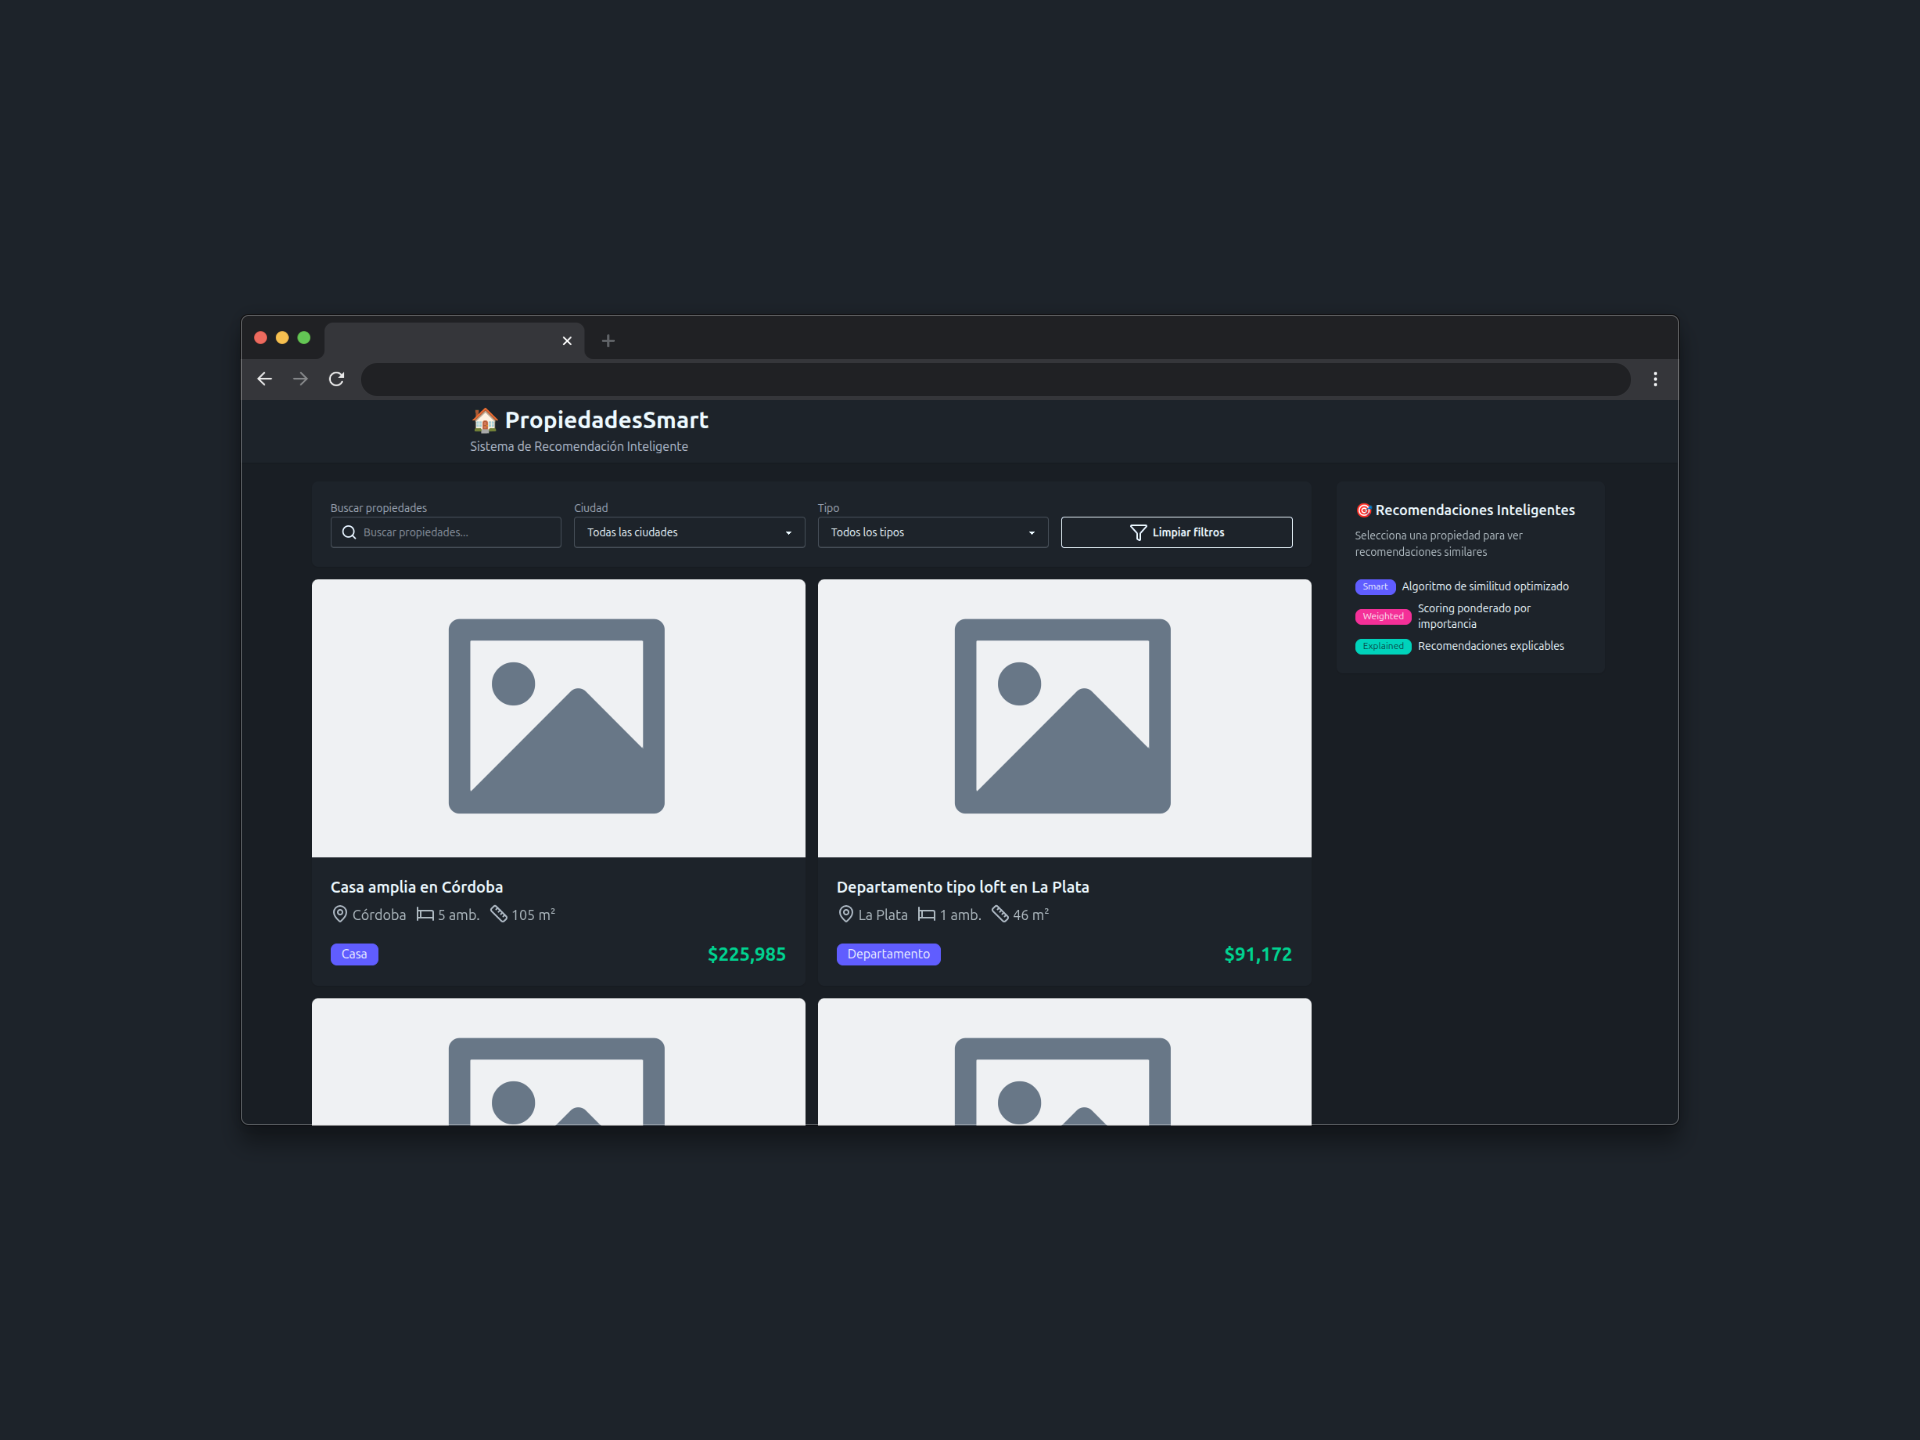 PropiedadesSmart
Sistema de Recomendación Inteligente
Buscar propiedades
Buscar propiedades...
Ciudad
Todas las ciudades
Tipo
Todos los tipos
Limpiar filtros
Casa amplia en Córdoba
Córdoba 5 amb. 105 m²
Casa $225,985
Departamento tipo loft en La Plata
La Plata 1 amb. 46 m²
Departamento $91,172
Recomendaciones Inteligentes
Selecciona una propiedad para ver
recomendaciones similares
Smart Algoritmo de similitud optimizado
Weighted Scoring ponderado por
importancia
Explained Recomendaciones explicables